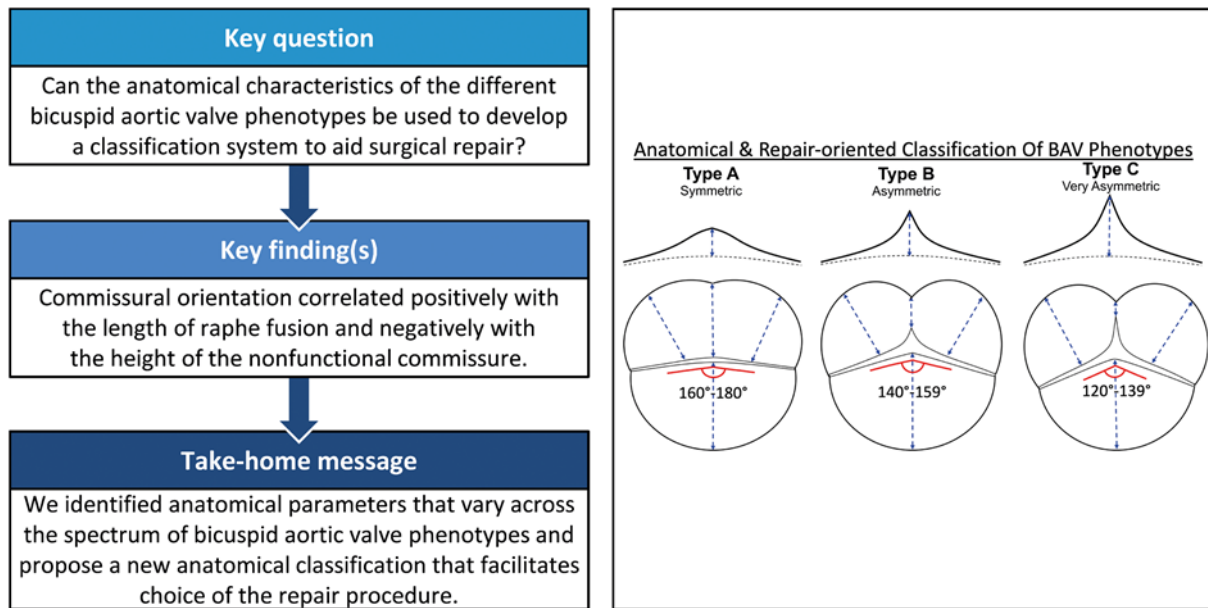 Key question
Can the anatomical characteristics of the different
bicuspid aortic valve phenotypes be used to develop
a classification system to aid surgical repair?
Key finding(s)
Commissural orientation correlated positively with
the length of raphe fusion and negatively with
the height of the nonfunctional commissure.
Take-home message
We identified anatomical parameters that vary across
the spectrum of bicuspid aortic valve phenotypes and
propose a new anatomical classification that facilitates
choice of the repair procedure.
Anatomical & Repair-oriented Classification Of BAV Phenotypes
Type A
Symmetric
Type B
Asymmetric
Type C
Very Asymmetric
160°-180°
140°-159°
120°-139°